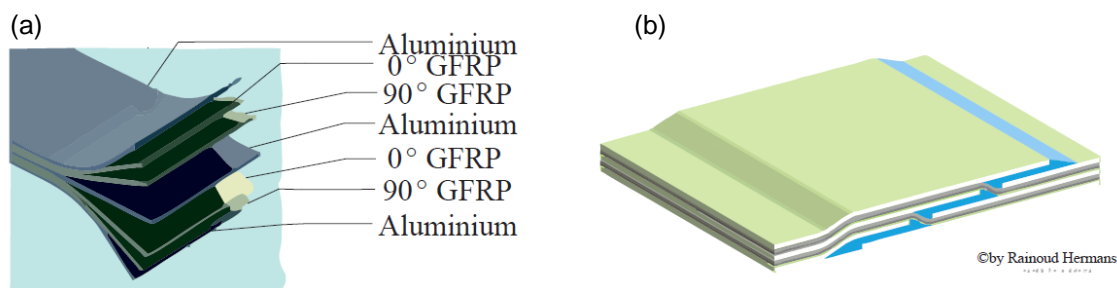 (a)
Aluminium
0° GFRP
90° GFRP
Aluminium
0° GFRP
90° GFRP
Aluminium
(b)
©by Rainoud Hermans